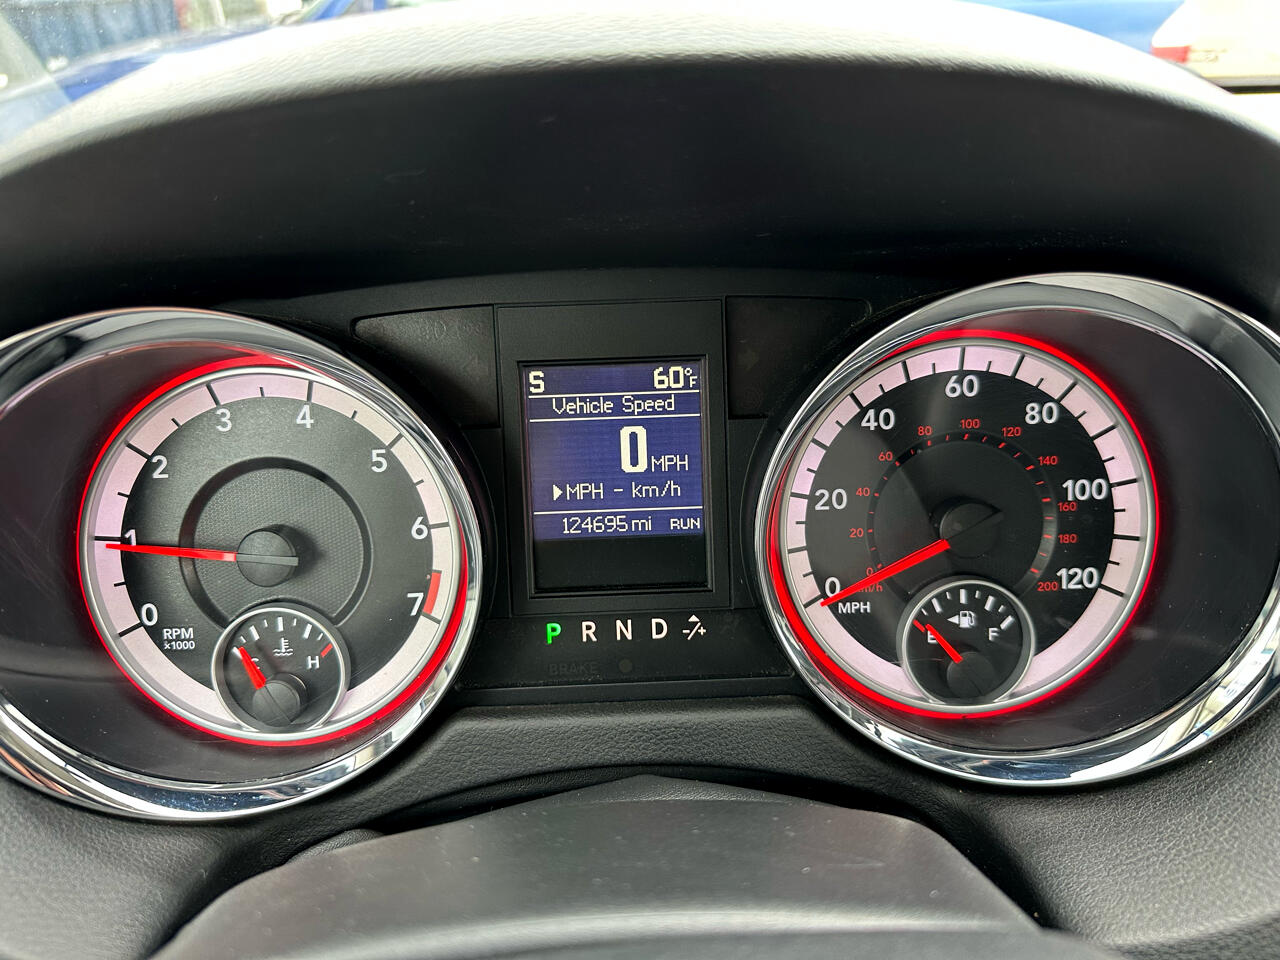 S 60°F
Vehicle Speed
0 MPH
MPH - km/h
124695 mi RUN
P R N D -/+
BRAKE
0 1 2 3 4 5 6 7
RPM
x1000
C H
0 20 40 60 80 100 120
MPH
0 20 40 60 80 100 120 140 160 180 200
km/h
E F